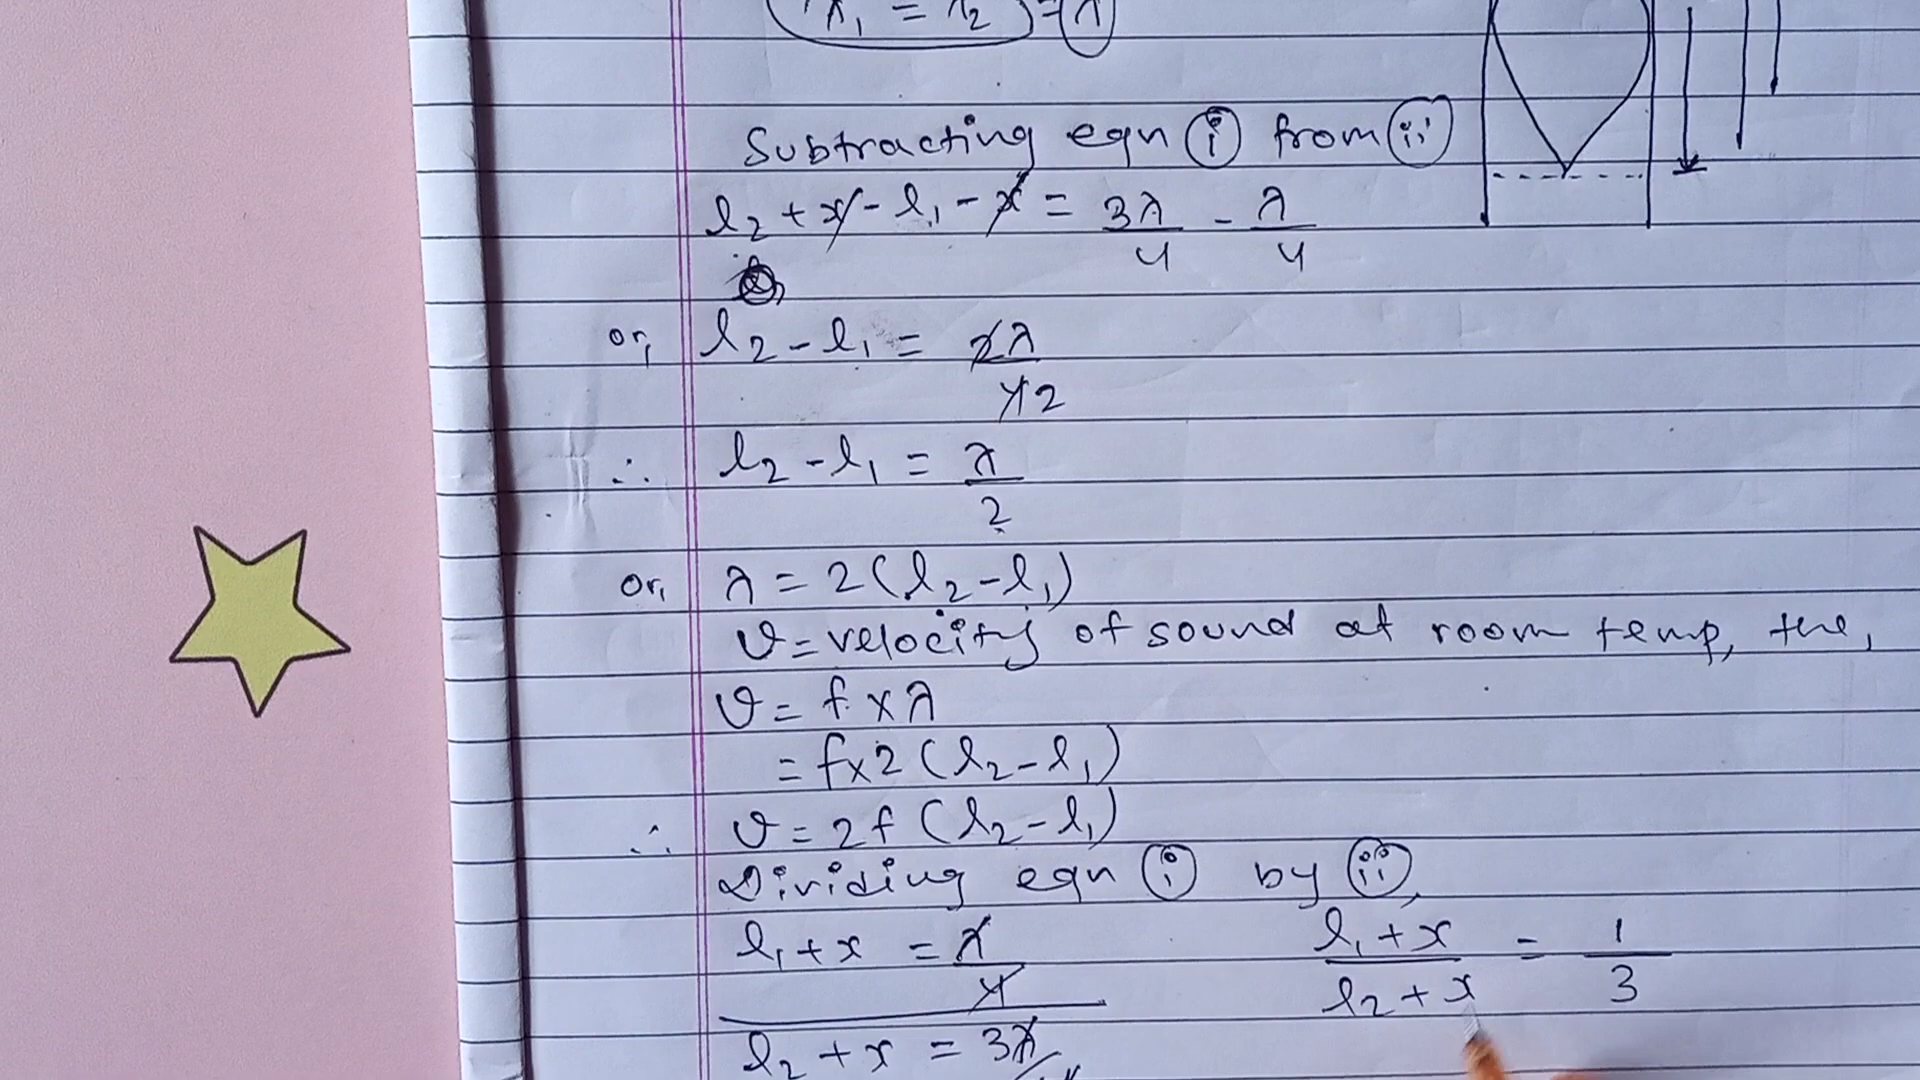 λ₁ = λ₂ = λ
Subtracting eqn (i) from (ii)
l₂ + x - l₁ - x = 3λ/4 - λ/4
or, l₂ - l₁ = 2λ/42
∴ l₂ - l₁ = λ/2
or, λ = 2(l₂ - l₁)
v = velocity of sound at room temp, the,
v = f × λ
= f × 2 (l₂ - l₁)
∴ v = 2f (l₂ - l₁)
Dividing eqn (i) by (ii),
l₁ + x = λ/4
l₂ + x = 3λ/4
(l₁ + x)/(l₂ + x) = 1/3